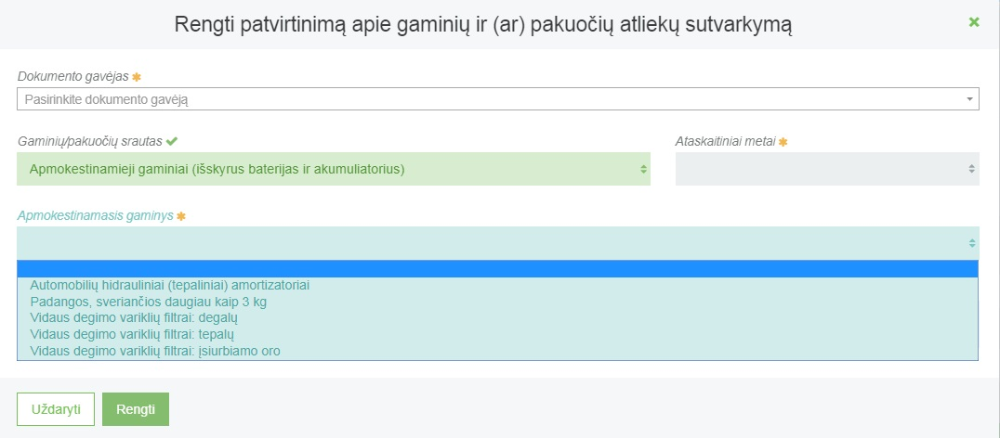 Rengti patvirtinimą apie gaminių ir (ar) pakuočių atliekų sutvarkymą
Dokumento gavėjas
Pasirinkite dokumento gavėją
Gaminių/pakuočių srautas
Ataskaitiniai metai
Apmokestinamieji gaminiai (išskyrus baterijas ir akumuliatorius)
Apmokestinamasis gaminys
Automobilių hidrauliniai (tepaliniai) amortizatoriai
Padangos, sveriančios daugiau kaip 3 kg
Vidaus degimo variklių filtrai: degalų
Vidaus degimo variklių filtrai: tepalų
Vidaus degimo variklių filtrai: įsiurbiamo oro
Uždaryti
Rengti